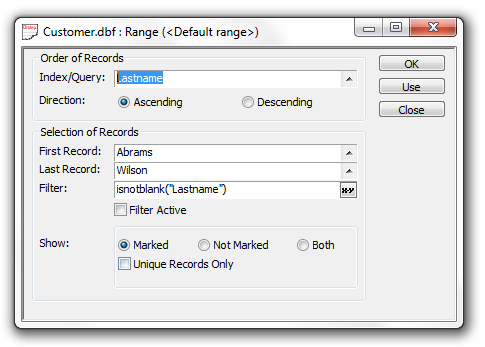 Customer.dbf : Range (<Default range>)
Order of Records
Index/Query: Lastname
Direction: Ascending Descending
OK
Use
Close
Selection of Records
First Record: Abrams
Last Record: Wilson
Filter: isnotblank("Lastname") x=y
Filter Active
Show: Marked Not Marked Both
Unique Records Only